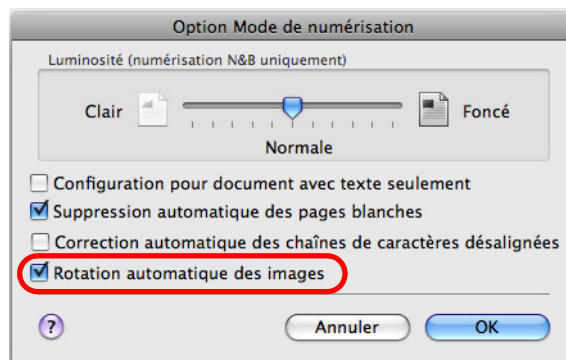 Option Mode de numérisation
Luminosité (numérisation N&B uniquement)
Clair Foncé
Normale
Configuration pour document avec texte seulement
Suppression automatique des pages blanches
Correction automatique des chaînes de caractères désalignées
Rotation automatique des images
? Annuler OK